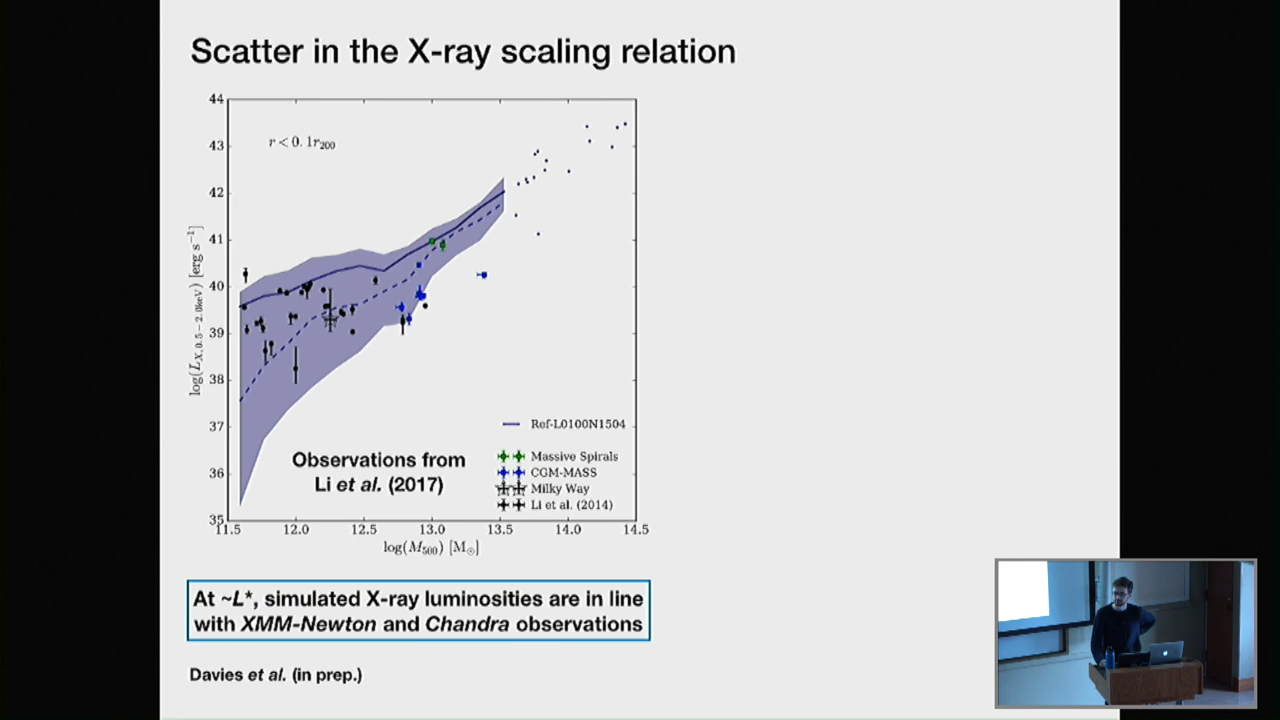 Scatter in the X-ray scaling relation
44
43
42
41
40
39
38
37
36
35
log(L_X,0.5−2.0keV) [erg s⁻¹]
r < 0.1r₂₀₀
Ref-L0100N1504
Massive Spirals
CGM-MASS
Milky Way
Li et al. (2014)
Observations from
Li et al. (2017)
11.5 12.0 12.5 13.0 13.5 14.0 14.5
log(M₅₀₀) [M☉]
At ~L*, simulated X-ray luminosities are in line
with XMM-Newton and Chandra observations
Davies et al. (in prep.)